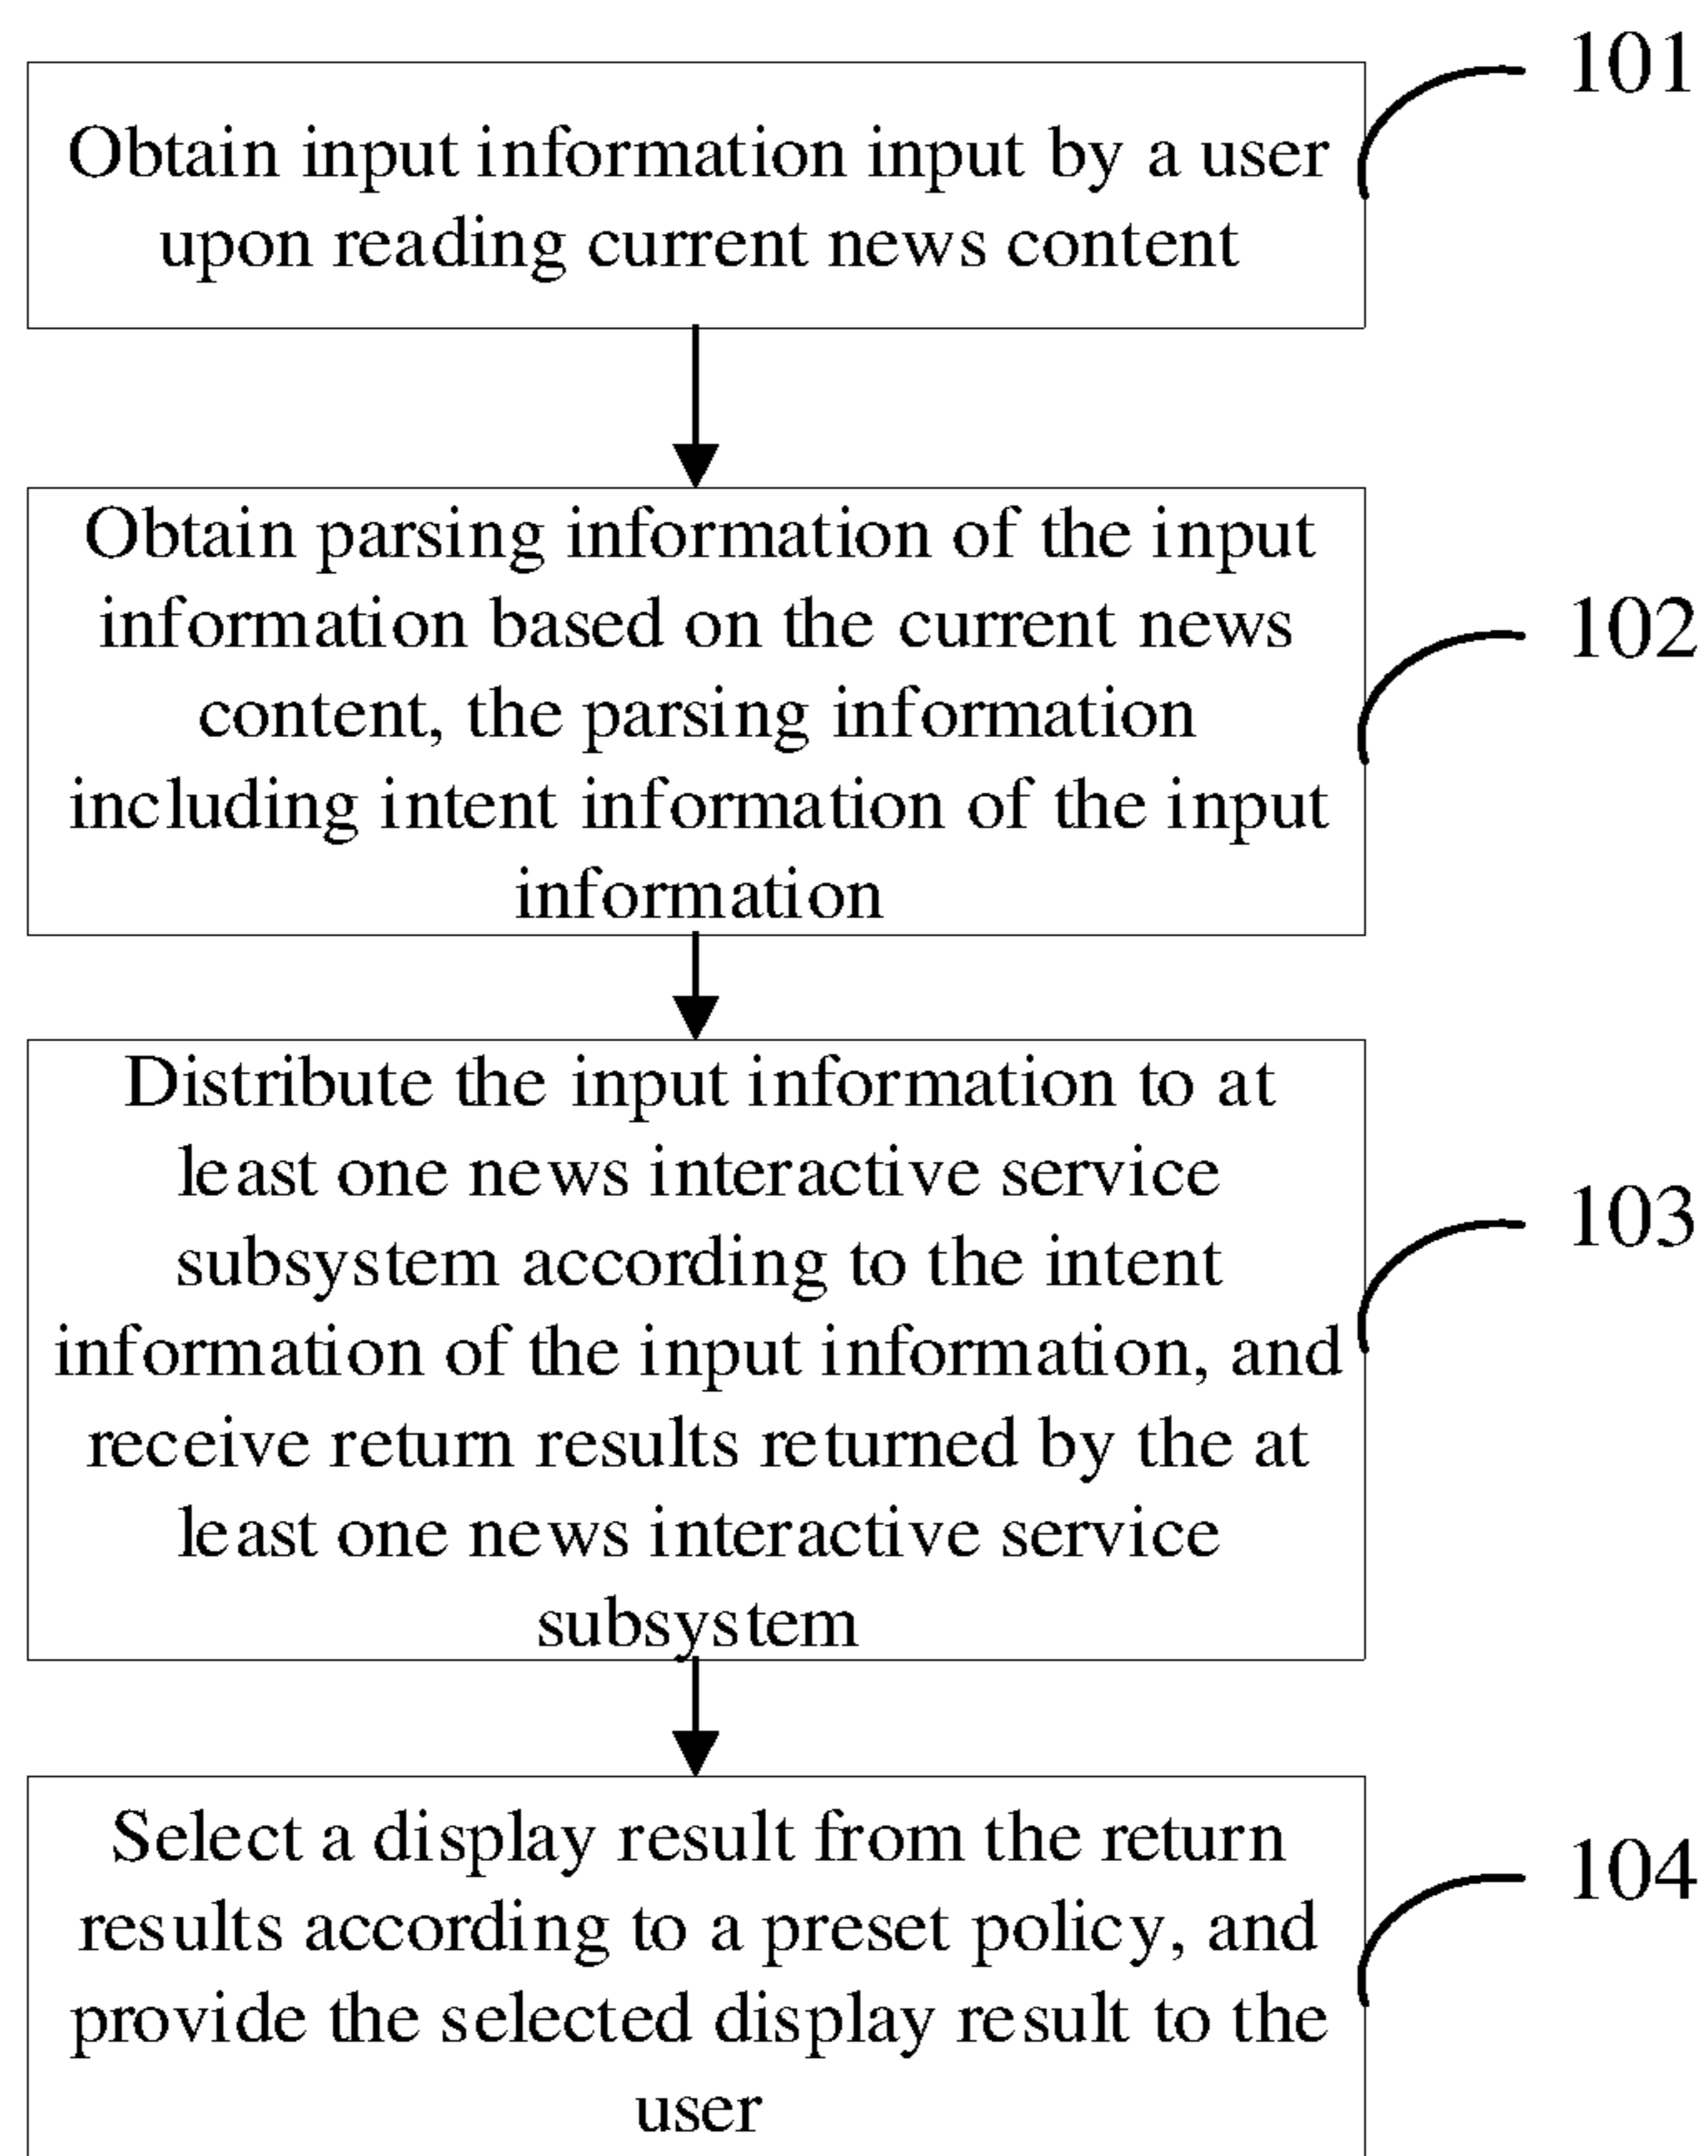 101
Obtain input information input by a user
upon reading current news content
Obtain parsing information of the input
information based on the current news
content, the parsing information
including intent information of the input
information
102
Distribute the input information to at
least one news interactive service
subsystem according to the intent
information of the input information, and
receive return results returned by the at
least one news interactive service
subsystem
103
Select a display result from the return
results according to a preset policy, and
provide the selected display result to the
user
104